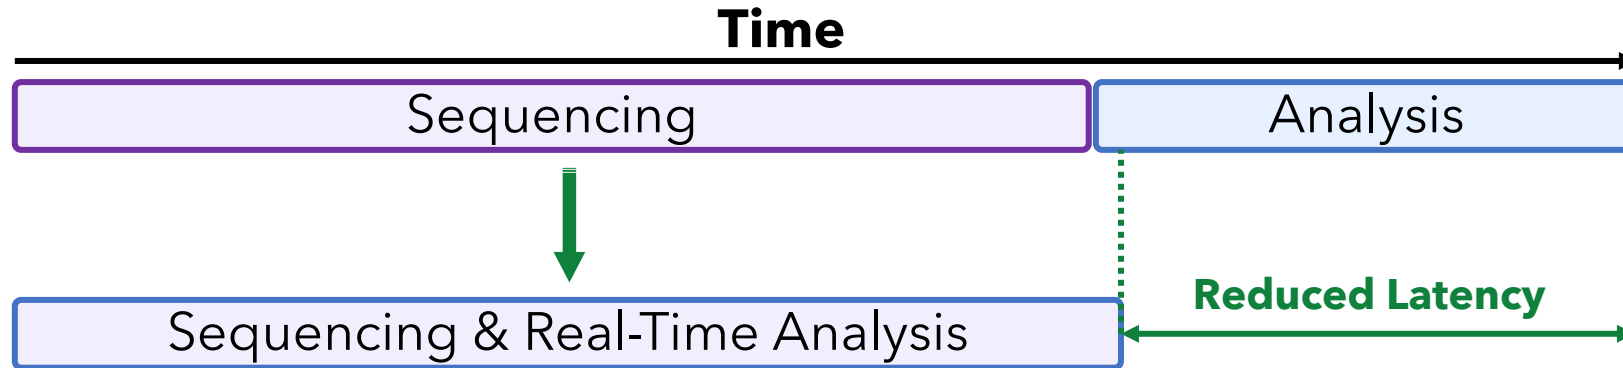 Time
Sequencing
Analysis
Reduced Latency
Sequencing & Real-Time Analysis